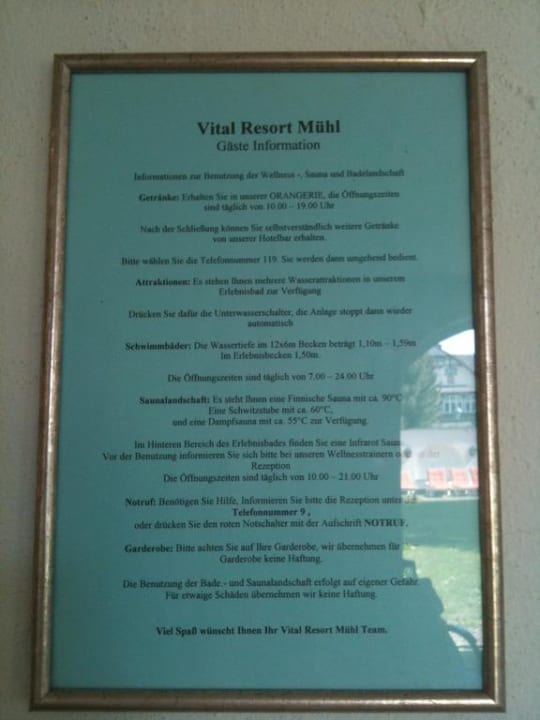 Vital Resort Mühl
Gäste Information
Informationen zur Benutzung der Wellness -, Sauna und Badelandschaft
Getränke: Erhalten Sie in unserer ORANGERIE, die Öffnungszeiten
sind täglich von 10.00 – 19.00 Uhr
Nach der Schließung können Sie selbstverständlich weitere Getränke
von unserer Hotelbar erhalten.
Bitte wählen Sie die Telefonnummer 119. Sie werden dann umgehend bedient.
Attraktionen: Es stehen Ihnen mehrere Wasserattraktionen in unserem
Erlebnisbad zur Verfügung
Drücken Sie dafür die Unterwasserschalter, die Anlage stoppt dann wieder
automatisch
Schwimmbäder: Die Wassertiefe im 12x6m Becken beträgt 1,10m – 1,59m
Im Erlebnisbecken 1,50m.
Die Öffnungszeiten sind täglich von 7.00 – 24.00 Uhr
Saunalandschaft: Es steht Ihnen eine Finnische Sauna mit ca. 90°C
Eine Schwitzstube mit ca. 60°C,
und eine Dampfsauna mit ca. 55°C zur Verfügung.
Im Hinteren Bereich des Erlebnisbades finden Sie eine Infrarot Sauna
Vor der Benutzung informieren Sie sich bitte bei unseren Wellnesstrainern oder an der
Rezeption
Die Öffnungszeiten sind täglich von 10.00 – 21.00 Uhr
Notruf: Benötigen Sie Hilfe, Informieren Sie bitte die Rezeption unter der
Telefonnummer 9 ,
oder drücken Sie den roten Notschalter mit der Aufschrift NOTRUF.
Garderobe: Bitte achten Sie auf Ihre Garderobe, wir übernehmen für
Garderobe keine Haftung.
Die Benutzung der Bade.- und Saunalandschaft erfolgt auf eigener Gefahr.
Für etwaige Schäden übernehmen wir keine Haftung.
Viel Spaß wünscht Ihnen Ihr Vital Resort Mühl Team.